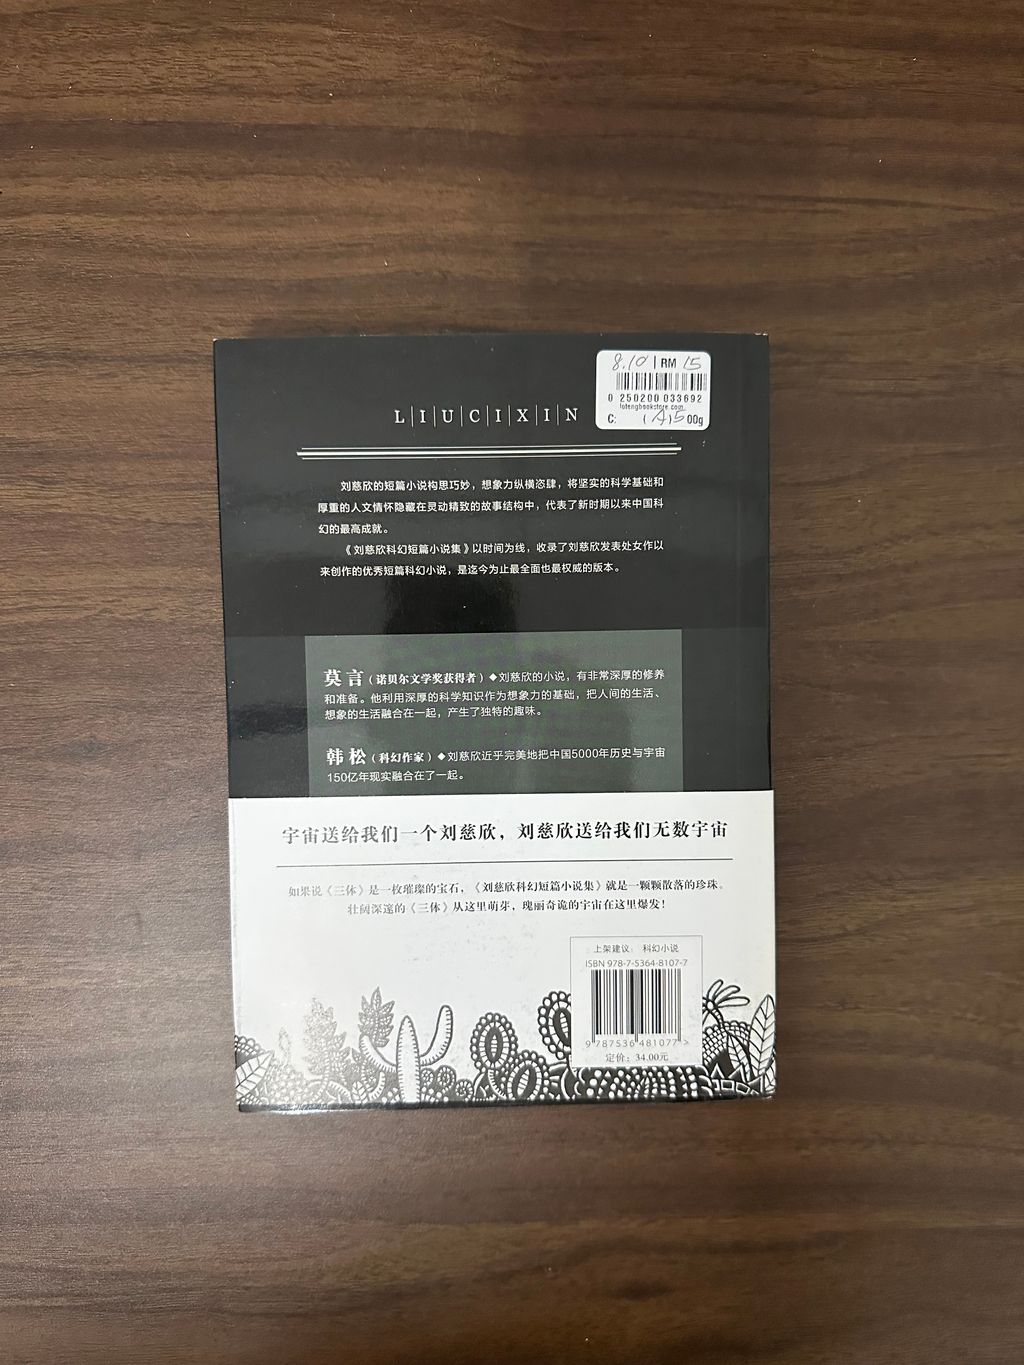 8.10 | RM 15
0 250200 033692
lotengbookstore.com
C: (A)500g
L|I|U|C|I|X|I|N
刘慈欣的短篇小说构思巧妙，想象力纵横恣肆，将坚实的科学基础和
厚重的人文情怀隐藏在灵动精致的故事结构中，代表了新时期以来中国科
幻的最高成就。
《刘慈欣科幻短篇小说集》以时间为线，收录了刘慈欣发表处女作以
来创作的优秀短篇科幻小说，是迄今为止最全面也最权威的版本。
莫言（诺贝尔文学奖获得者）◆刘慈欣的小说，有非常深厚的修养
和准备。他利用深厚的科学知识作为想象力的基础，把人间的生活、
想象的生活融合在一起，产生了独特的趣味。
韩松（科幻作家）◆刘慈欣近乎完美地把中国5000年历史与宇宙
150亿年现实融合在了一起。
宇宙送给我们一个刘慈欣，刘慈欣送给我们无数宇宙
如果说《三体》是一枚璀璨的宝石，《刘慈欣科幻短篇小说集》就是一颗颗散落的珍珠。
壮阔深邃的《三体》从这里萌芽，瑰丽奇诡的宇宙在这里爆发！
上架建议：科幻小说
ISBN 978-7-5364-8107-7
9 787536 481077 >
定价：34.00元